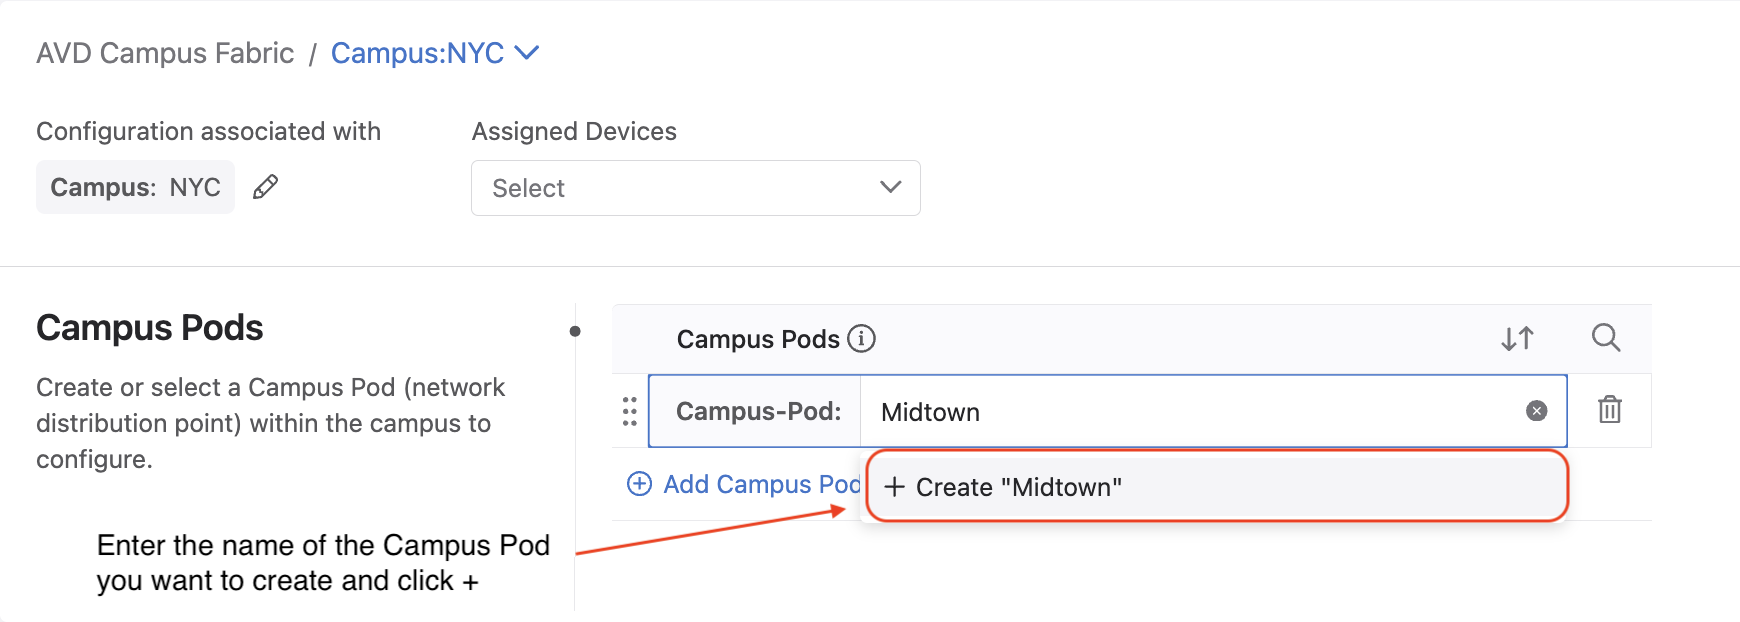 AVD Campus Fabric / Campus:NYC
Configuration associated with
Assigned Devices
Campus: NYC
Select
Campus Pods
Create or select a Campus Pod (network
distribution point) within the campus to
configure.
Campus Pods
Campus-Pod: Midtown
Add Campus Pod
+ Create "Midtown"
Enter the name of the Campus Pod
you want to create and click +